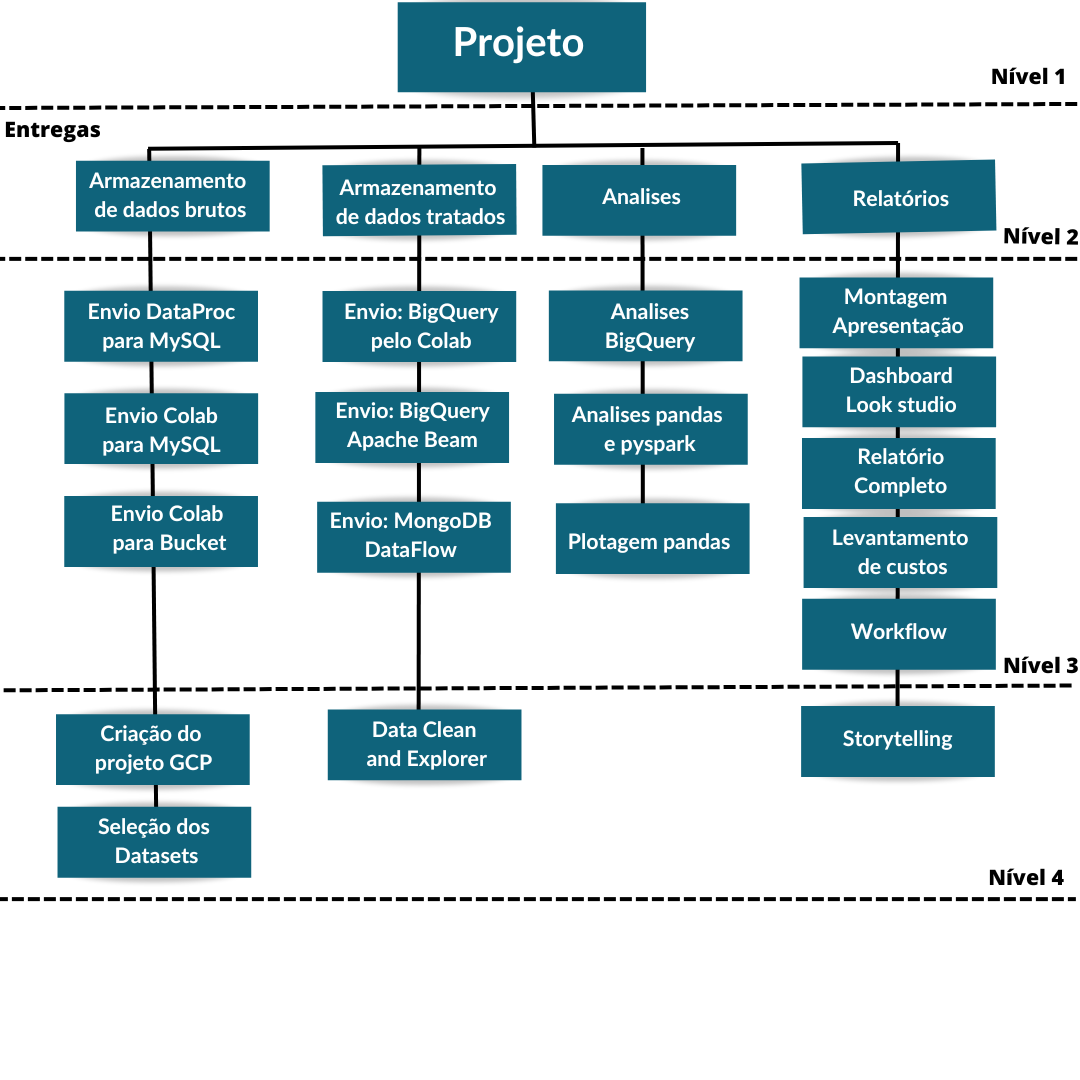 Projeto
Nível 1
Entregas
Armazenamento
de dados brutos
Armazenamento
de dados tratados
Analises
Relatórios
Nível 2
Envio DataProc
para MySQL
Envio: BigQuery
pelo Colab
Analises
BigQuery
Montagem
Apresentação
Envio Colab
para MySQL
Envio: BigQuery
Apache Beam
Analises pandas
e pyspark
Dashboard
Look studio
Relatório
Completo
Envio Colab
para Bucket
Envio: MongoDB
DataFlow
Plotagem pandas
Levantamento
de custos
Workflow
Nível 3
Criação do
projeto GCP
Data Clean
and Explorer
Storytelling
Seleção dos
Datasets
Nível 4